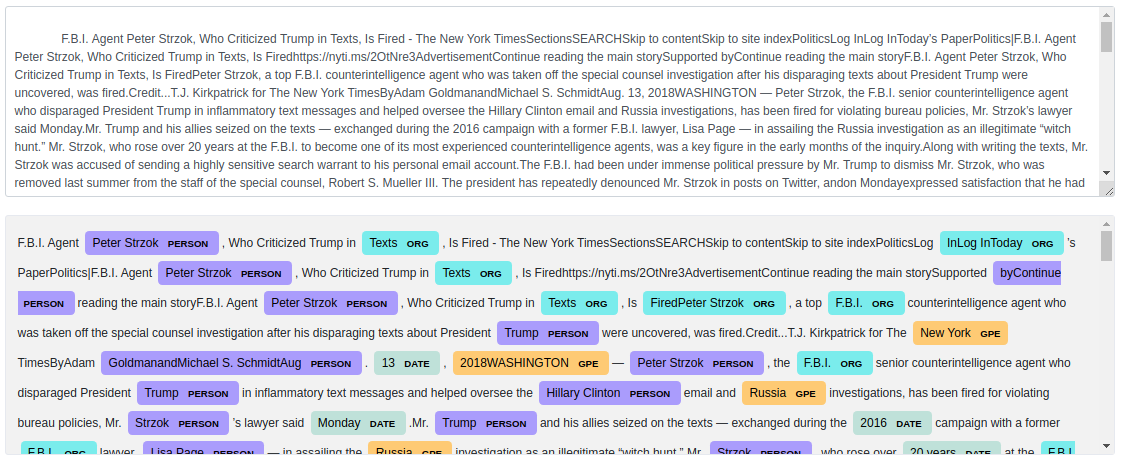 F.B.I. Agent Peter Strzok, Who Criticized Trump in Texts, Is Fired - The New York TimesSectionsSEARCHSkip to contentSkip to site indexPoliticsLog InLog InToday's PaperPolitics|F.B.I. Agent
Peter Strzok, Who Criticized Trump in Texts, Is Firedhttps://nyti.ms/2OtNre3AdvertisementContinue reading the main storySupported byContinue reading the main storyF.B.I. Agent Peter Strzok, Who
Criticized Trump in Texts, Is FiredPeter Strzok, a top F.B.I. counterintelligence agent who was taken off the special counsel investigation after his disparaging texts about President Trump were
uncovered, was fired.Credit...T.J. Kirkpatrick for The New York TimesByAdam GoldmanandMichael S. SchmidtAug. 13, 2018WASHINGTON — Peter Strzok, the F.B.I. senior counterintelligence agent
who disparaged President Trump in inflammatory text messages and helped oversee the Hillary Clinton email and Russia investigations, has been fired for violating bureau policies, Mr. Strzok's lawyer
said Monday.Mr. Trump and his allies seized on the texts — exchanged during the 2016 campaign with a former F.B.I. lawyer, Lisa Page — in assailing the Russia investigation as an illegitimate “witch
hunt.” Mr. Strzok, who rose over 20 years at the F.B.I. to become one of its most experienced counterintelligence agents, was a key figure in the early months of the inquiry.Along with writing the texts, Mr.
Strzok was accused of sending a highly sensitive search warrant to his personal email account.The F.B.I. had been under immense political pressure by Mr. Trump to dismiss Mr. Strzok, who was
removed last summer from the staff of the special counsel, Robert S. Mueller III. The president has repeatedly denounced Mr. Strzok in posts on Twitter, andon Mondayexpressed satisfaction that he had
F.B.I. Agent Peter Strzok PERSON , Who Criticized Trump in Texts ORG , Is Fired - The New York TimesSectionsSEARCHSkip to contentSkip to site indexPoliticsLog InLog InToday ORG 's
PaperPolitics|F.B.I. Agent Peter Strzok PERSON , Who Criticized Trump in Texts ORG , Is Firedhttps://nyti.ms/2OtNre3AdvertisementContinue reading the main storySupported byContinue
PERSON reading the main storyF.B.I. Agent Peter Strzok PERSON , Who Criticized Trump in Texts ORG , Is FiredPeter Strzok ORG , a top F.B.I. ORG counterintelligence agent who
was taken off the special counsel investigation after his disparaging texts about President Trump PERSON were uncovered, was fired.Credit...T.J. Kirkpatrick for The New York GPE
TimesByAdam GoldmanandMichael S. SchmidtAug PERSON . 13 DATE , 2018WASHINGTON GPE — Peter Strzok PERSON , the F.B.I. ORG senior counterintelligence agent who
disparaged President Trump PERSON in inflammatory text messages and helped oversee the Hillary Clinton PERSON email and Russia GPE investigations, has been fired for violating
bureau policies, Mr. Strzok PERSON 's lawyer said Monday DATE .Mr. Trump PERSON and his allies seized on the texts — exchanged during the 2016 DATE campaign with a former
F.B.I. ORG lawyer, Lisa Page PERSON — in assailing the Russia GPE investigation as an illegitimate “witch hunt.” Mr. Strzok PERSON , who rose over 20 years DATE at the F.B.I